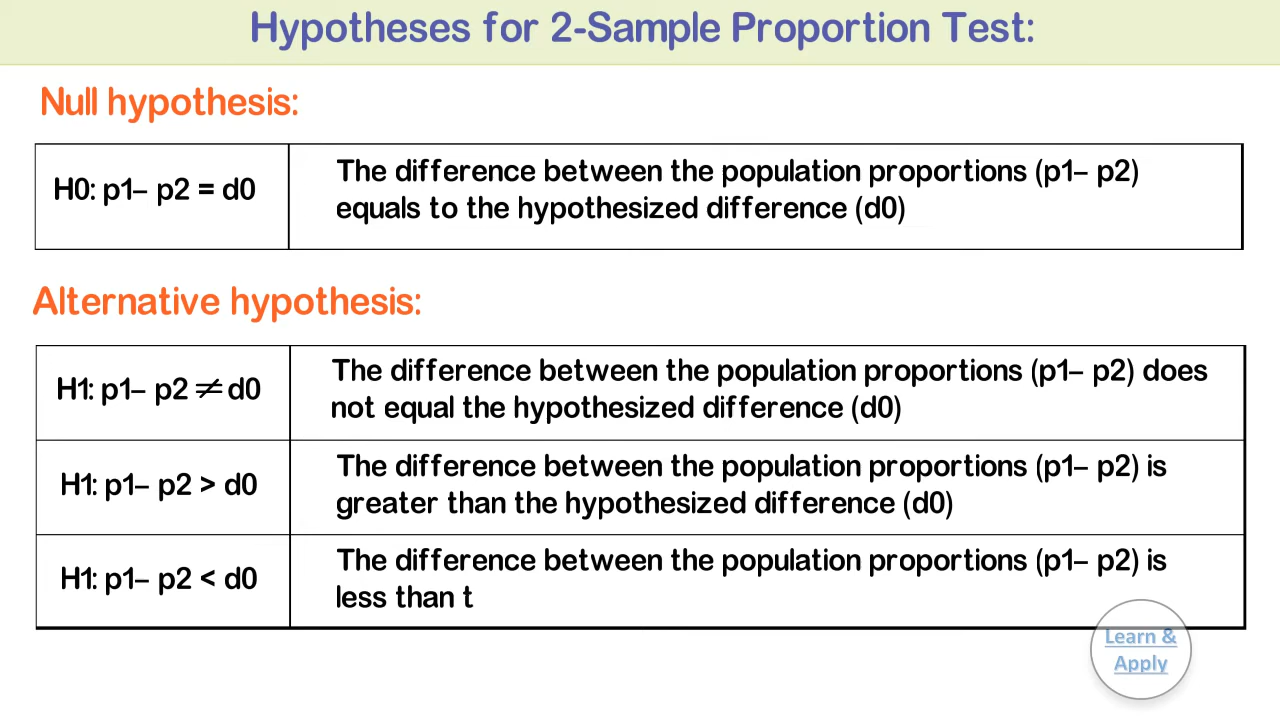 Hypotheses for 2-Sample Proportion Test:
Null hypothesis:
H0: p1– p2 = d0
The difference between the population proportions (p1– p2)
equals to the hypothesized difference (d0)
Alternative hypothesis:
H1: p1– p2 ≠ d0
The difference between the population proportions (p1– p2) does
not equal the hypothesized difference (d0)
H1: p1– p2 > d0
The difference between the population proportions (p1– p2) is
greater than the hypothesized difference (d0)
H1: p1– p2 < d0
The difference between the population proportions (p1– p2) is
less than t
Learn &
Apply